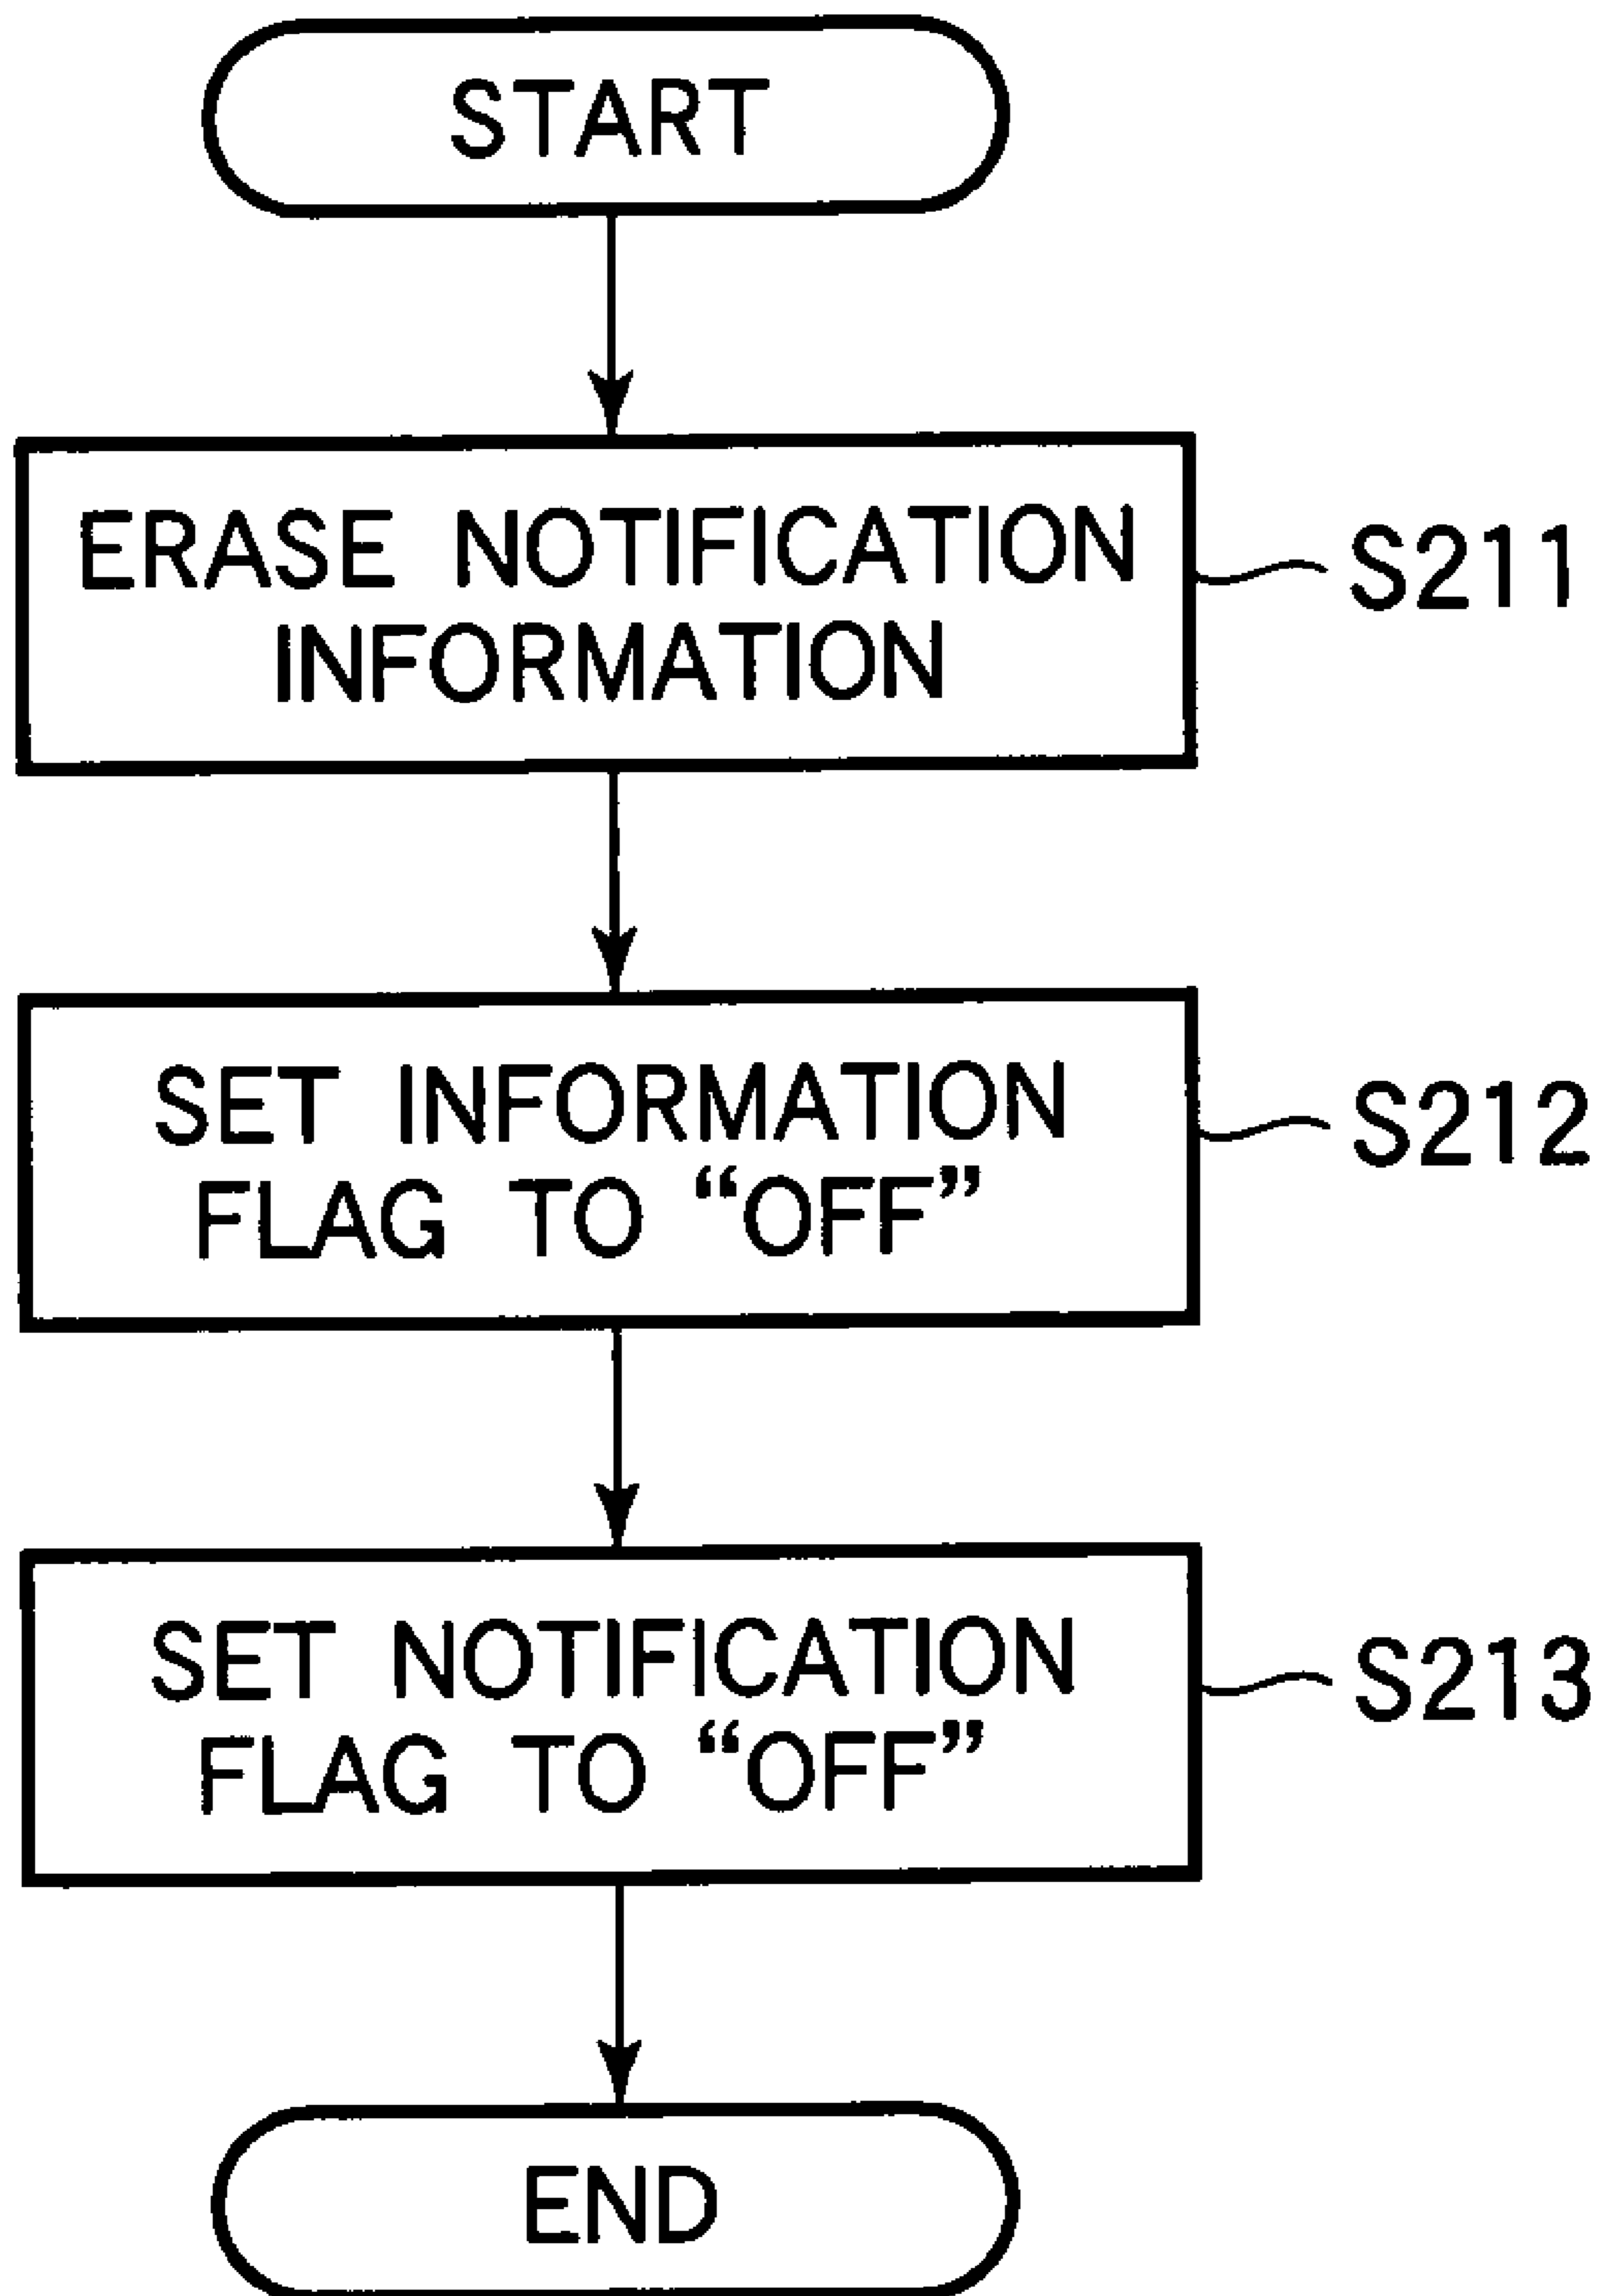 START
ERASE NOTIFICATION
INFORMATION
S211
SET INFORMATION
FLAG TO “OFF”
S212
SET NOTIFICATION
FLAG TO “OFF”
S213
END